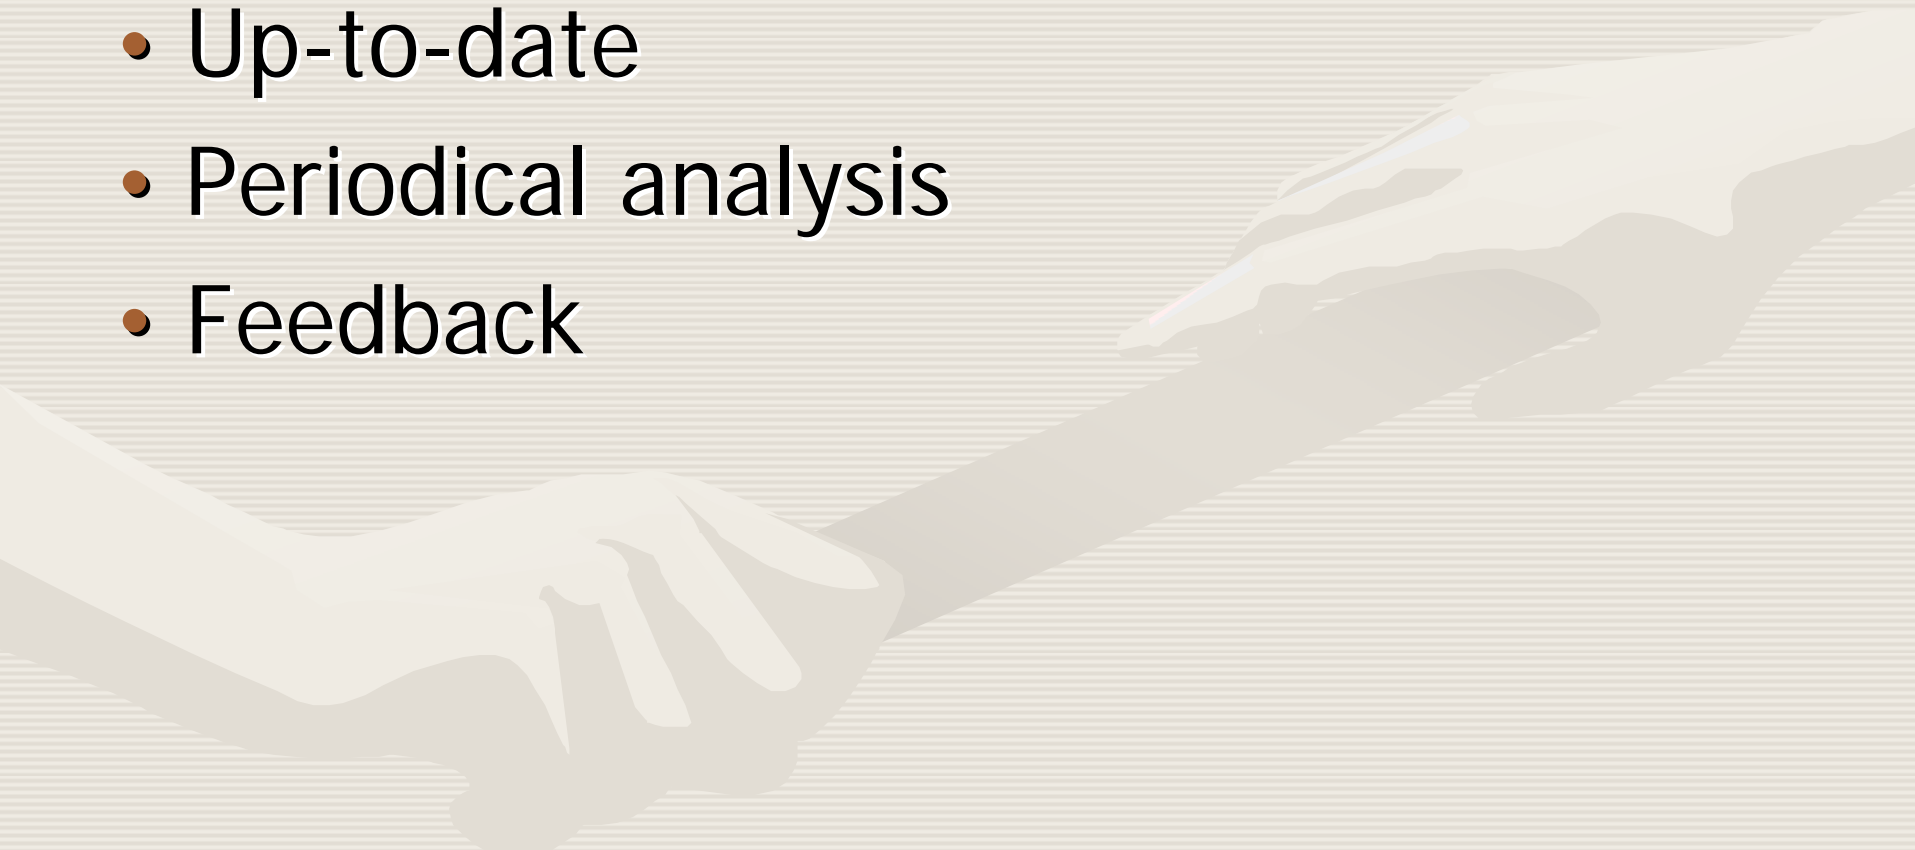 • Up-to-date
• Periodical analysis
• Feedback